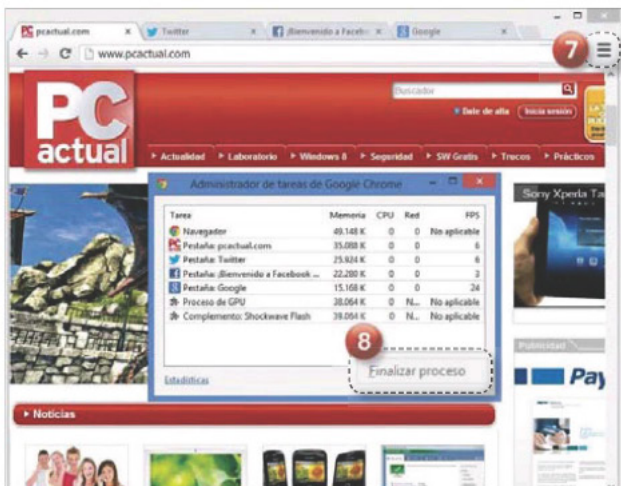 pcactual.com Twitter ¡Bienvenido a Facebo Google
www.pcactual.com
7
PC actual
Buscador
Date de alta Inicia sesión
Actualidad Laboratorio Windows 8 Seguridad SW Gratis Trucos Prácticos
Administrador de tareas de Google Chrome
Sony Xperia Ta
Tarea Memoria CPU Red FPS
Navegador 49.148 K 0 0 No aplicable
Pestaña: pcactual.com 35.088 K 0 0 6
Pestaña: Twitter 25.924 K 0 0 6
Pestaña: ¡Bienvenido a Facebook ... 22.280 K 0 0 3
Pestaña: Google 15.168 K 0 0 24
Proceso de GPU 38.064 K 0 N... No aplicable
Complemento: Shockwave Flash 39.064 K 0 N... No aplicable
8
Finalizar proceso
Estadísticas
Publicidad
Pay
Noticias